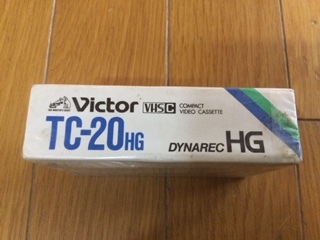 Victor VHS C COMPACT
VIDEO CASSETTE
TC-20HG DYNAREC HG